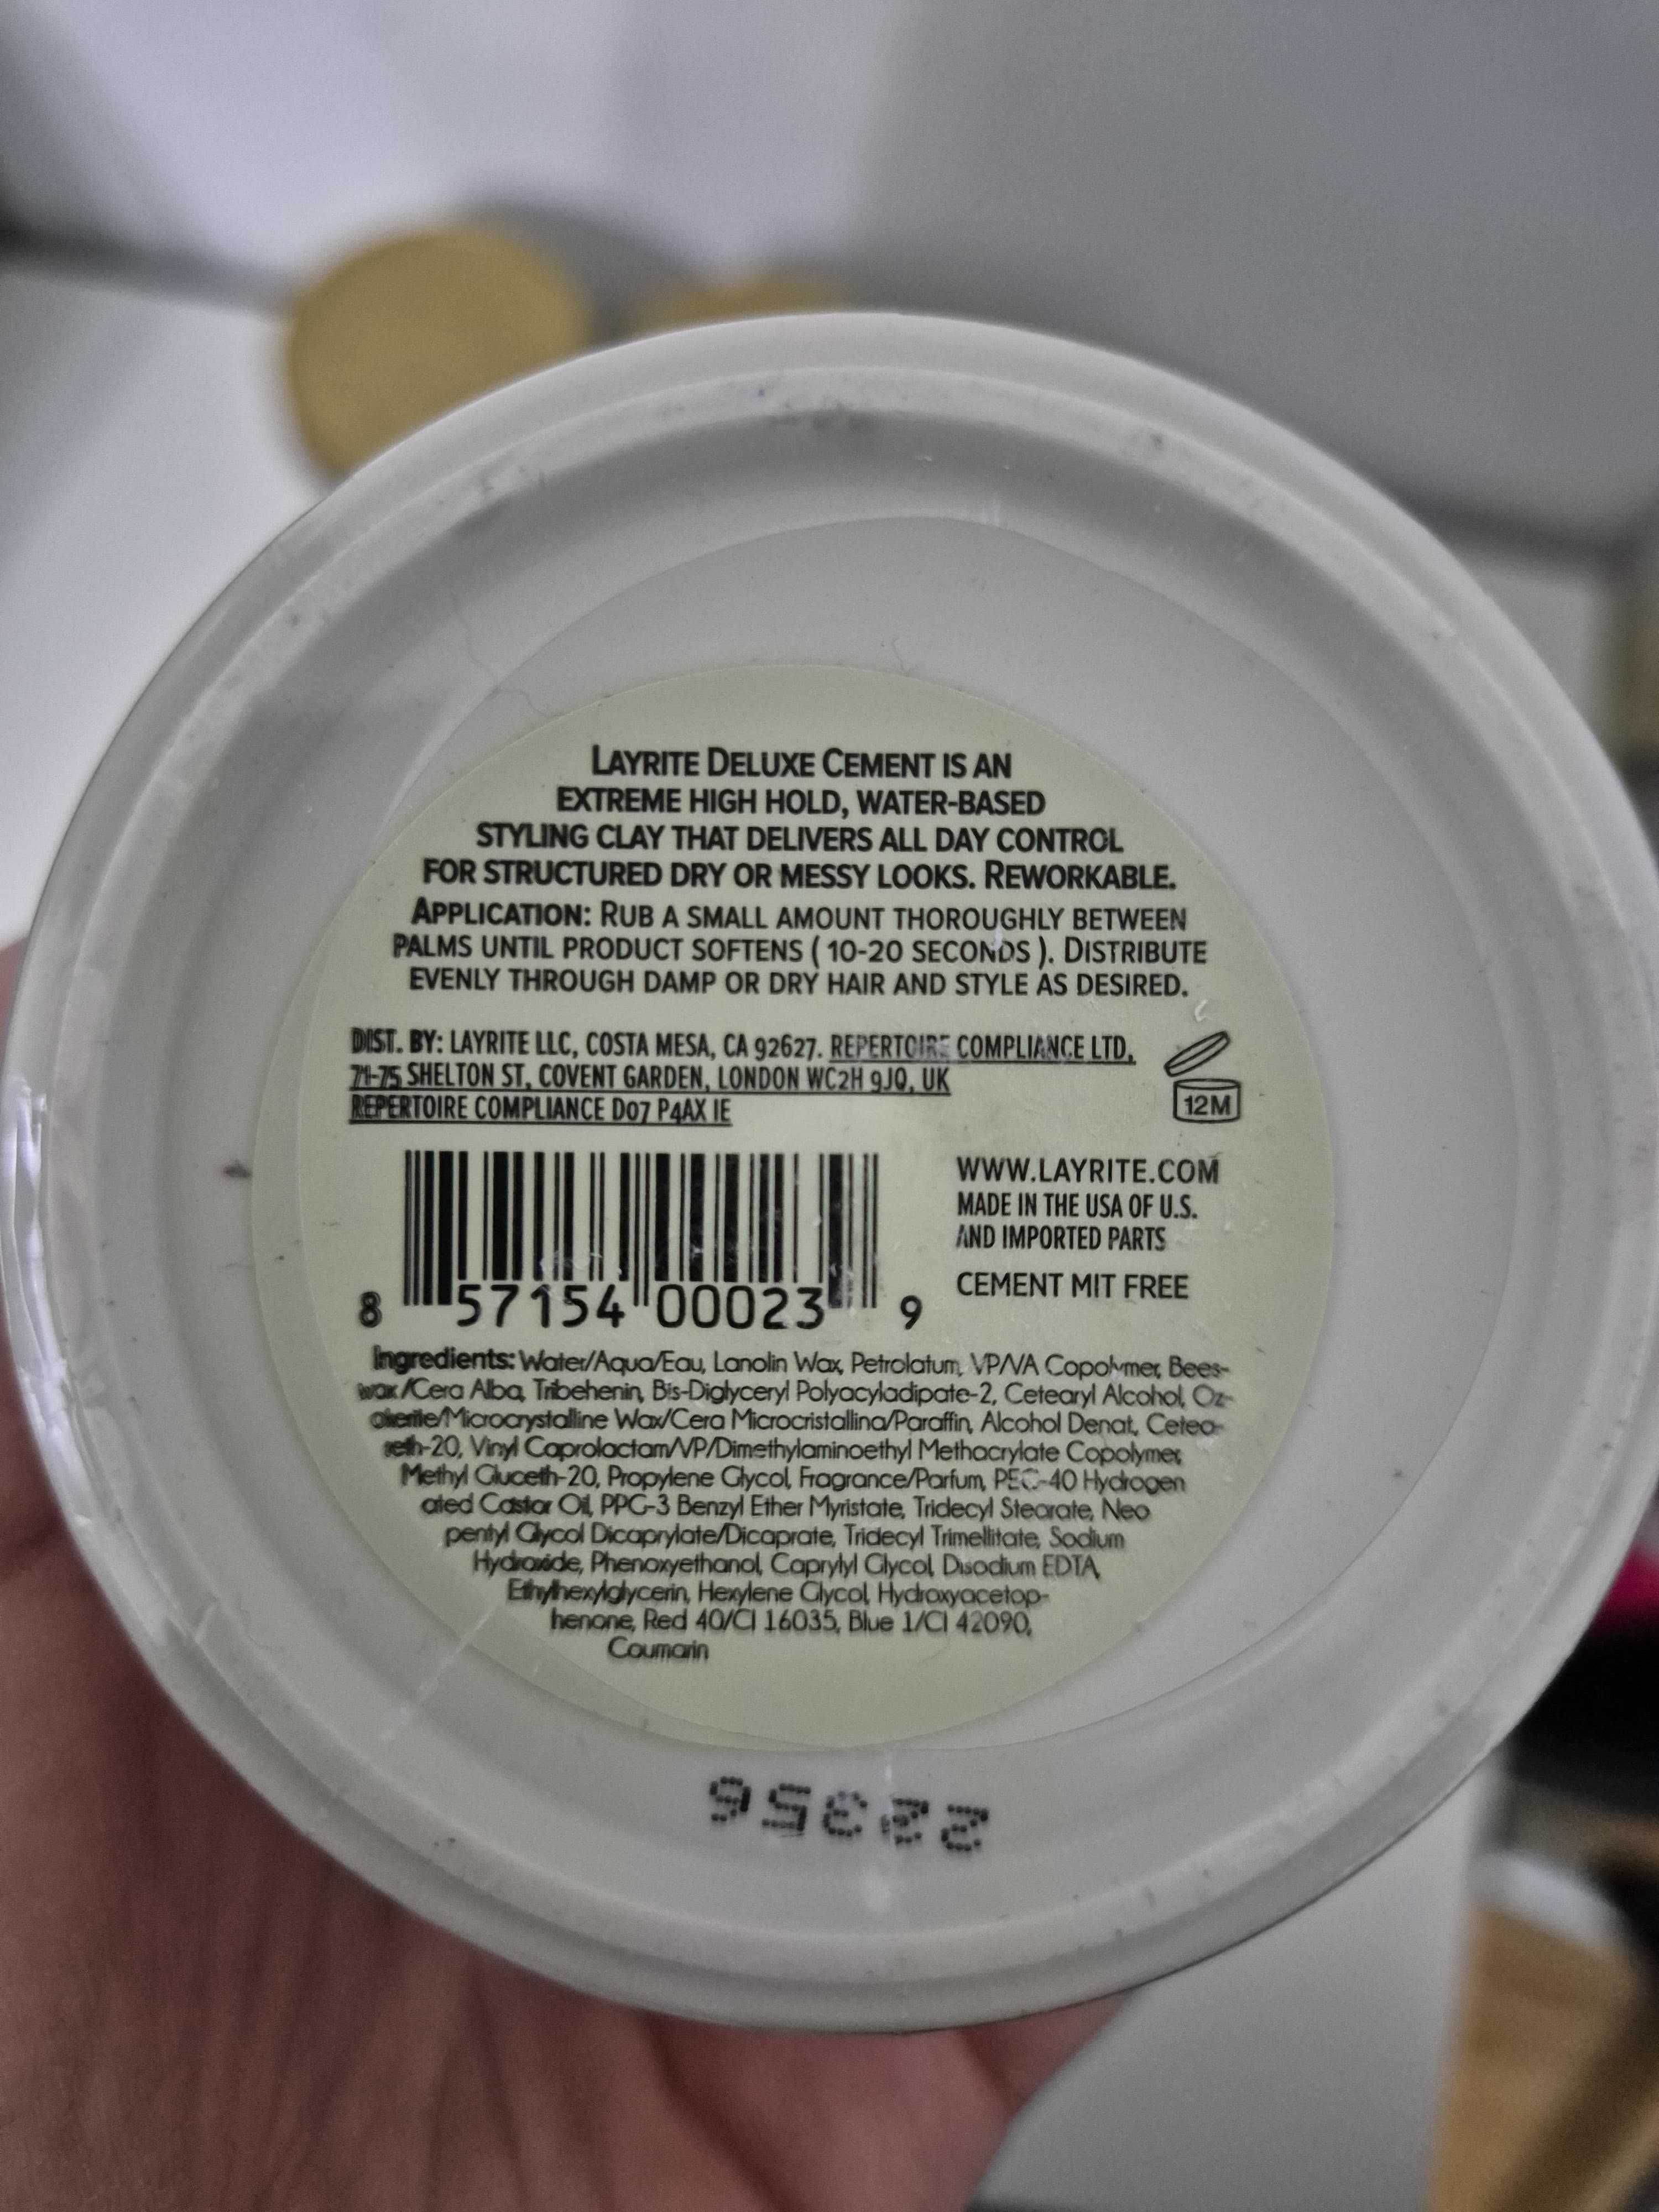 LAYRITE DELUXE CEMENT IS AN
EXTREME HIGH HOLD, WATER-BASED
STYLING CLAY THAT DELIVERS ALL DAY CONTROL
FOR STRUCTURED DRY OR MESSY LOOKS. REWORKABLE.
APPLICATION: RUB A SMALL AMOUNT THOROUGHLY BETWEEN
PALMS UNTIL PRODUCT SOFTENS ( 10-20 SECONDS ). DISTRIBUTE
EVENLY THROUGH DAMP OR DRY HAIR AND STYLE AS DESIRED.
DIST. BY: LAYRITE LLC, COSTA MESA, CA 92627. REPERTOIRE COMPLIANCE LTD,
71-75 SHELTON ST, COVENT GARDEN, LONDON WC2H 9JQ, UK
REPERTOIRE COMPLIANCE D07 P4AX IE
12M
WWW.LAYRITE.COM
MADE IN THE USA OF U.S.
AND IMPORTED PARTS
CEMENT MIT FREE
8 57154 00023 9
Ingredients: Water/Aqua/Eau, Lanolin Wax, Petrolatum, VP/VA Copolymer, Bees-
wax/Cera Alba, Tribehenin, Bis-Diglyceryl Polyacyladipate-2, Cetearyl Alcohol, Oz-
okerite/Microcrystalline Wax/Cera Microcristallina/Paraffin, Alcohol Denat, Cetea-
reth-20, Vinyl Caprolactam/VP/Dimethylaminoethyl Methacrylate Copolymer,
Methyl Gluceth-20, Propylene Glycol, Fragrance/Parfum, PEG-40 Hydrogen
ated Castor Oil, PPG-3 Benzyl Ether Myristate, Tridecyl Stearate, Neo
pentyl Glycol Dicaprylate/Dicaprate, Tridecyl Trimellitate, Sodium
Hydroxide, Phenoxyethanol, Caprylyl Glycol, Disodium EDTA,
Ethylhexylglycerin, Hexylene Glycol, Hydroxyacetop-
henone, Red 40/CI 16035, Blue 1/CI 42090,
Coumarin